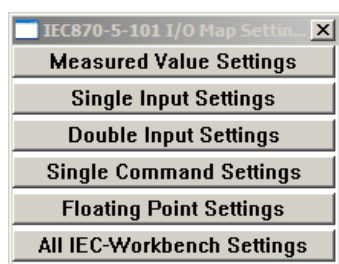 IEC870-5-101 I/O Map Settin...
Measured Value Settings
Single Input Settings
Double Input Settings
Single Command Settings
Floating Point Settings
All IEC-Workbench Settings